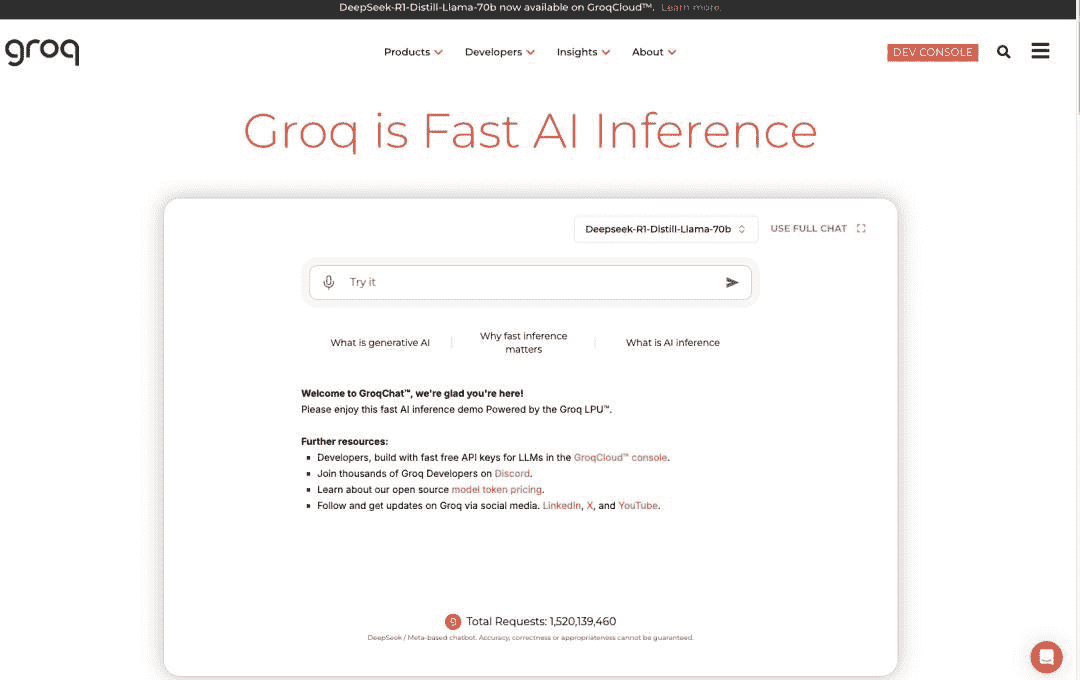 DeepSeek-R1-Distill-Llama-70b now available on GroqCloud™. Learn more.
groq
Products
Developers
Insights
About
DEV CONSOLE
Groq is Fast AI Inference
Deepseek-R1-Distill-Llama-70b
USE FULL CHAT
Try it
What is generative AI
Why fast inference
matters
What is AI inference
Welcome to GroqChat™, we're glad you're here!
Please enjoy this fast AI inference demo Powered by the Groq LPU™.
Further resources:
Developers, build with fast free API keys for LLMs in the GroqCloud™ console.
Join thousands of Groq Developers on Discord.
Learn about our open source model token pricing.
Follow and get updates on Groq via social media. LinkedIn, X, and YouTube.
g Total Requests: 1,520,139,460
DeepSeek / Meta-based chatbot. Accuracy, correctness or appropriateness cannot be guaranteed.